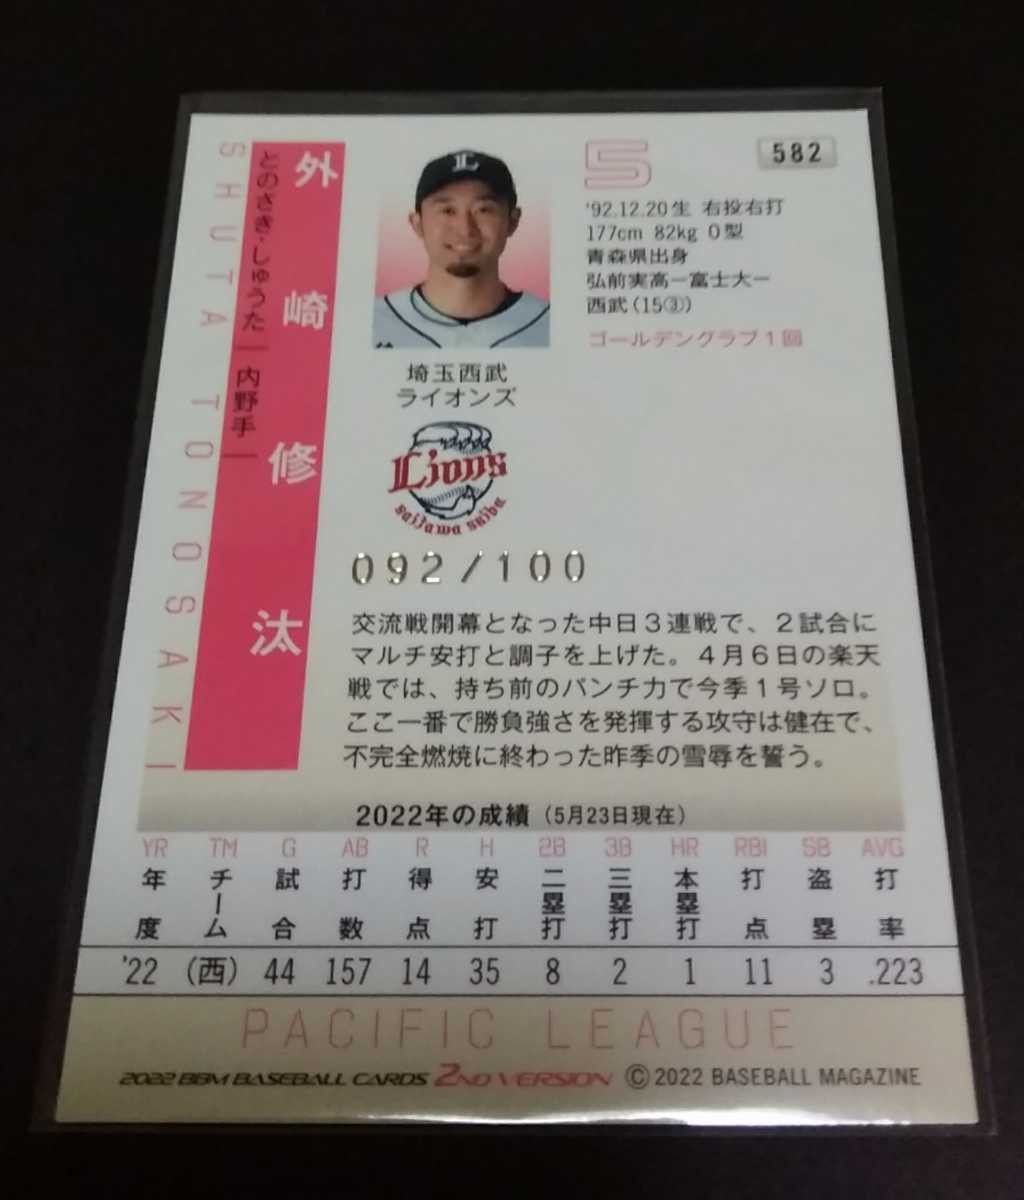 外崎修汰
とのさき・しゅうた | 内野手 |
SHUTA TONOSAKI
L
5
582
'92.12.20生 右投右打
177cm 82kg O型
青森県出身
弘前実高ー富士大ー
西武(15③)
ゴールデングラブ1回
埼玉西武
ライオンズ
Lions
saitama seibu
092/100
交流戦開幕となった中日3連戦で、2試合に
マルチ安打と調子を上げた。4月6日の楽天
戦では、持ち前のパンチ力で今季1号ソロ。
ここ一番で勝負強さを発揮する攻守は健在で、
不完全燃焼に終わった昨季の雪辱を誓う。
2022年の成績(5月23日現在)
YR TM G AB R H 2B 3B HR RBI SB AVG
年度 チーム 試合 打数 得点 安打 二塁打 三塁打 本塁打 打点 盗塁 打率
'22 (西) 44 157 14 35 8 2 1 11 3 .223
PACIFIC LEAGUE
2022 BBM BASEBALL CARDS 2ND VERSION © 2022 BASEBALL MAGAZINE